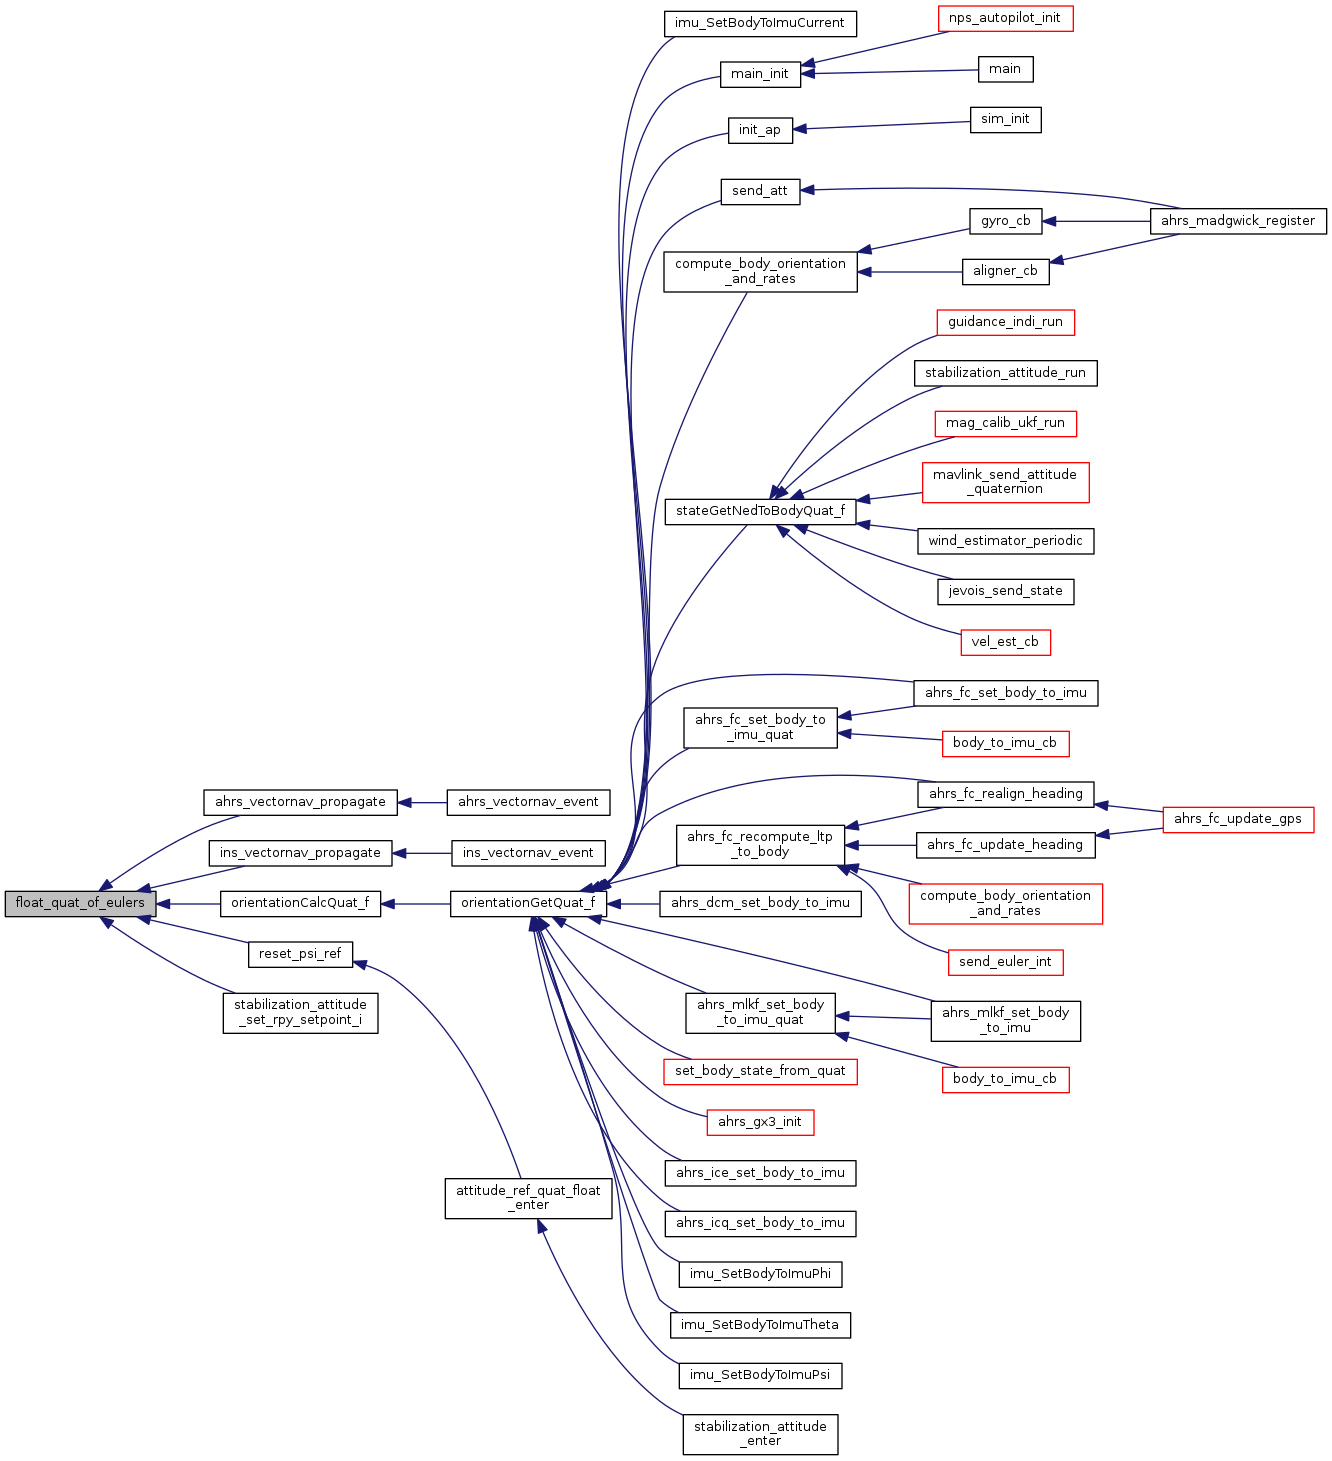 imu_SetBodyToImuCurrent
nps_autopilot_init
main_init
main
init_ap
sim_init
send_att
ahrs_madgwick_register
gyro_cb
compute_body_orientation
_and_rates
aligner_cb
guidance_indi_run
stabilization_attitude_run
mag_calib_ukf_run
mavlink_send_attitude
_quaternion
stateGetNedToBodyQuat_f
wind_estimator_periodic
jevois_send_state
vel_est_cb
ahrs_fc_set_body_to_imu
ahrs_fc_set_body_to
_imu_quat
body_to_imu_cb
ahrs_vectornav_propagate
ahrs_vectornav_event
ahrs_fc_realign_heading
ahrs_fc_update_gps
ahrs_fc_recompute_ltp
_to_body
ahrs_fc_update_heading
ins_vectornav_propagate
ins_vectornav_event
float_quat_of_eulers
orientationCalcQuat_f
orientationGetQuat_f
ahrs_dcm_set_body_to_imu
compute_body_orientation
_and_rates
reset_psi_ref
send_euler_int
stabilization_attitude
_set_rpy_setpoint_i
ahrs_mlkf_set_body
_to_imu_quat
ahrs_mlkf_set_body
_to_imu
set_body_state_from_quat
body_to_imu_cb
ahrs_gx3_init
ahrs_ice_set_body_to_imu
attitude_ref_quat_float
_enter
ahrs_icq_set_body_to_imu
imu_SetBodyToImuPhi
imu_SetBodyToImuTheta
imu_SetBodyToImuPsi
stabilization_attitude
_enter